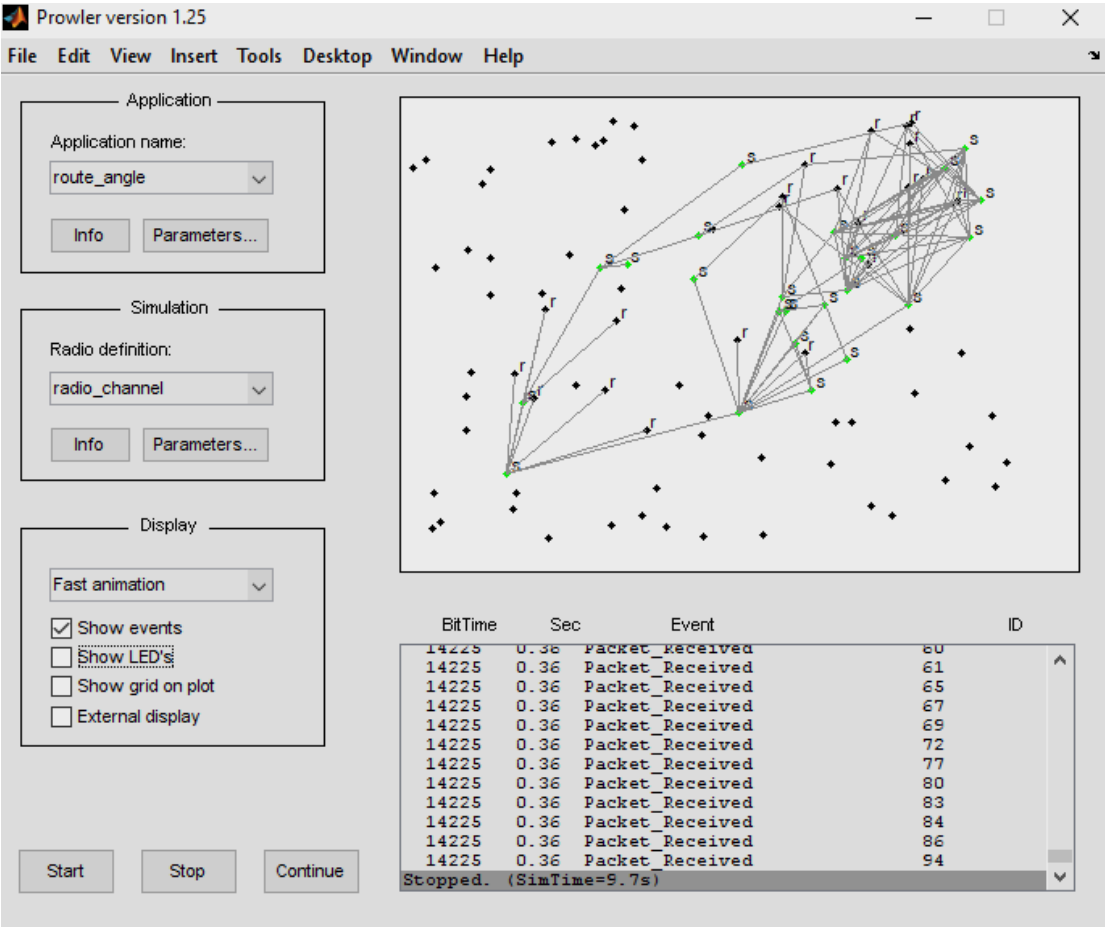 Prowler version 1.25
File Edit View Insert Tools Desktop Window Help
Application
Application name:
route_angle
Info Parameters...
Simulation
Radio definition:
radio_channel
Info Parameters...
Display
Fast animation
Show events
Show LED's
Show grid on plot
External display
Start Stop Continue
r
r
s
s
r
s
r
r
r
s
s
s
s
s
s
s
s
s
r
r
r
s
r
s
s
r
r
s
r
s
BitTime Sec Event ID
14225 0.36 Packet_Received 60
14225 0.36 Packet_Received 61
14225 0.36 Packet_Received 65
14225 0.36 Packet_Received 67
14225 0.36 Packet_Received 69
14225 0.36 Packet_Received 72
14225 0.36 Packet_Received 77
14225 0.36 Packet_Received 80
14225 0.36 Packet_Received 83
14225 0.36 Packet_Received 84
14225 0.36 Packet_Received 86
14225 0.36 Packet_Received 94
Stopped. (SimTime=9.7s)